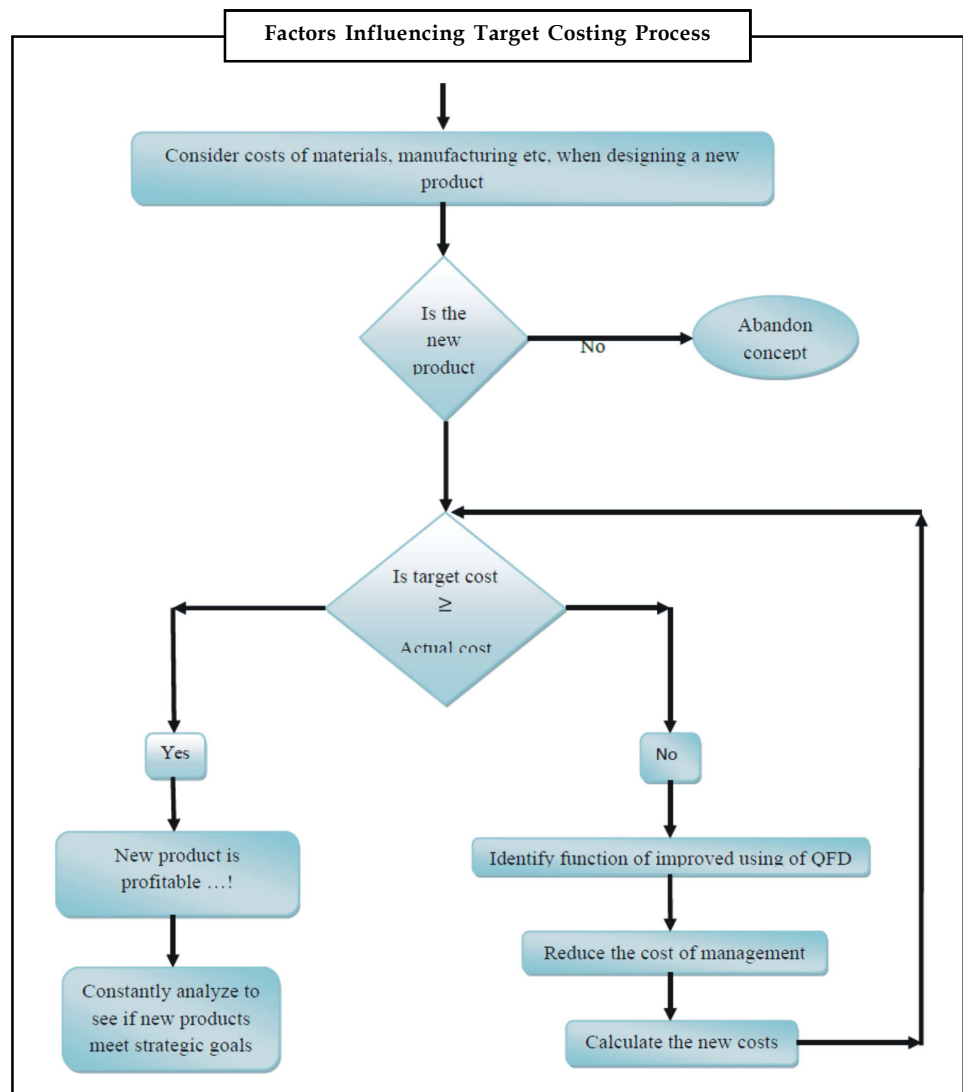 Factors Influencing Target Costing Process
Consider costs of materials, manufacturing etc, when designing a new
product
Is the
new
product
No
Abandon
concept
Is target cost
≥
Actual cost
Yes
No
New product is
profitable ...!
Identify function of improved using of QFD
Reduce the cost of management
Constantly analyze to
see if new products
meet strategic goals
Calculate the new costs